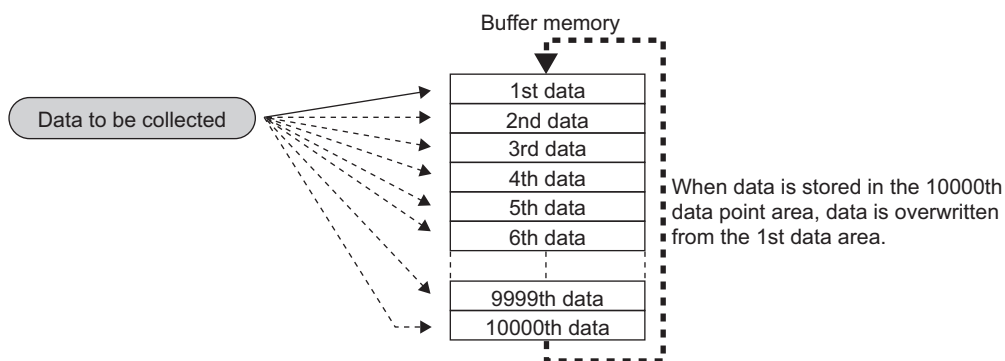 Buffer memory
Data to be collected
1st data
2nd data
3rd data
4th data
5th data
6th data
9999th data
10000th data
When data is stored in the 10000th
data point area, data is overwritten
from the 1st data area.